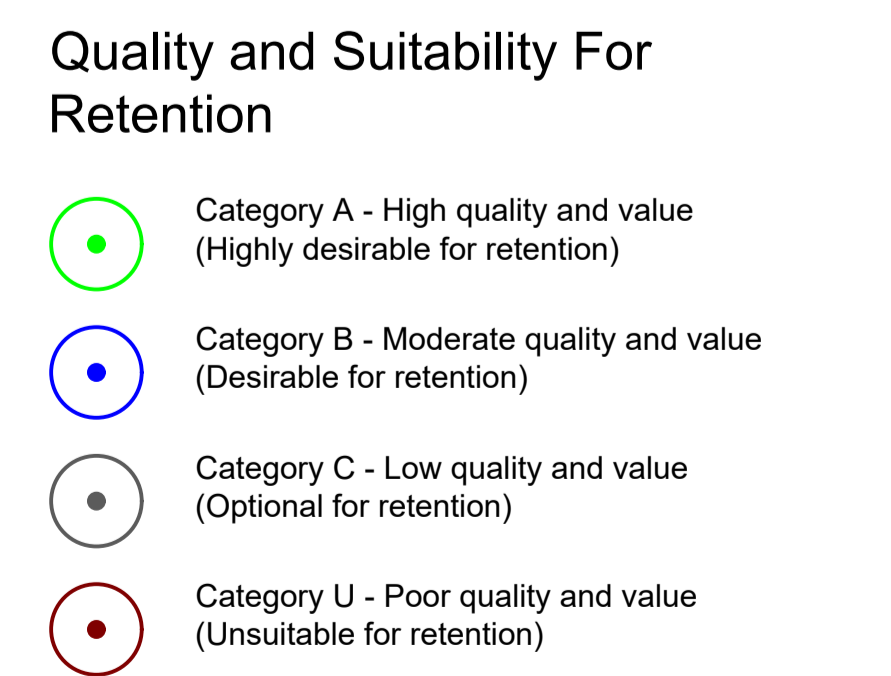 Quality and Suitability For
Retention
Category A - High quality and value
(Highly desirable for retention)
Category B - Moderate quality and value
(Desirable for retention)
Category C - Low quality and value
(Optional for retention)
Category U - Poor quality and value
(Unsuitable for retention)